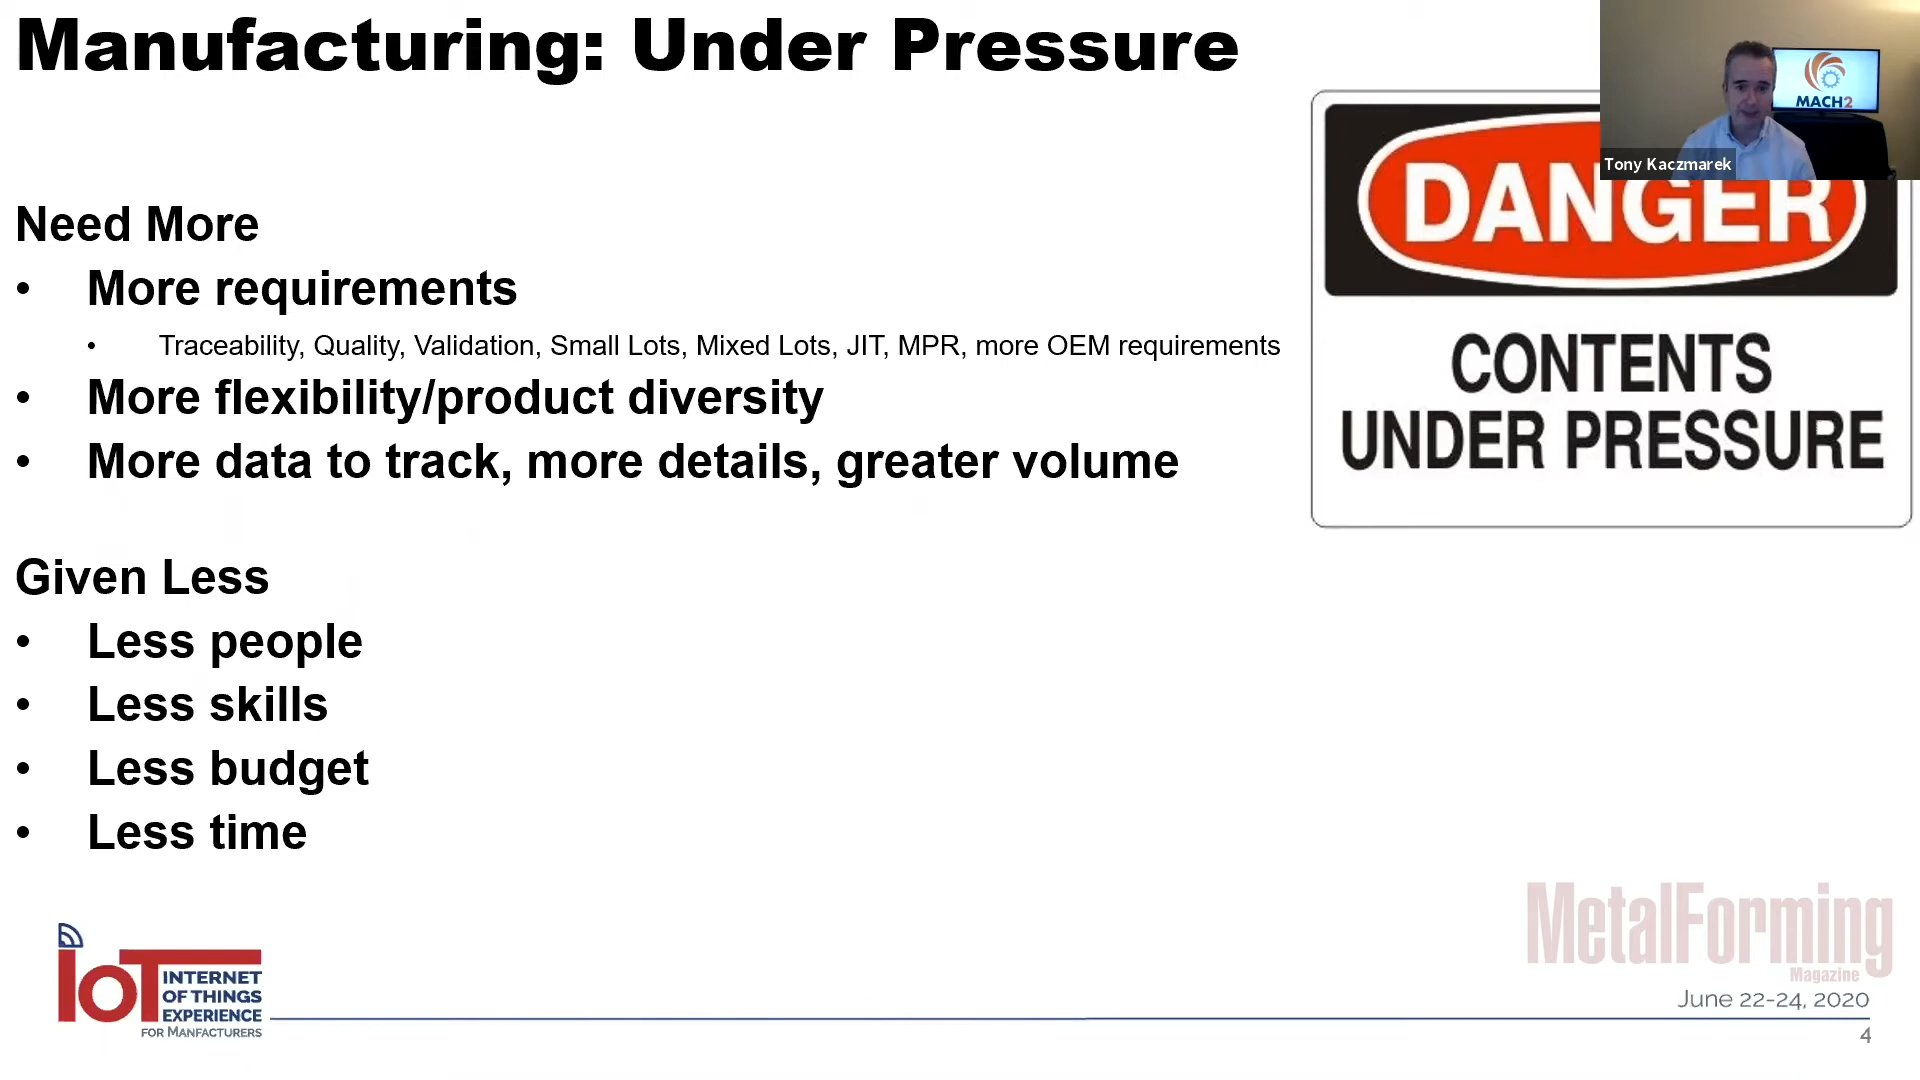 Manufacturing: Under Pressure
MACH2
Tony Kaczmarek
DANGER
CONTENTS
UNDER PRESSURE
Need More
• More requirements
• Traceability, Quality, Validation, Small Lots, Mixed Lots, JIT, MPR, more OEM requirements
• More flexibility/product diversity
• More data to track, more details, greater volume
Given Less
• Less people
• Less skills
• Less budget
• Less time
IoT INTERNET
OF THINGS
EXPERIENCE
FOR MANFACTURERS
MetalForming
Magazine
June 22-24, 2020
4